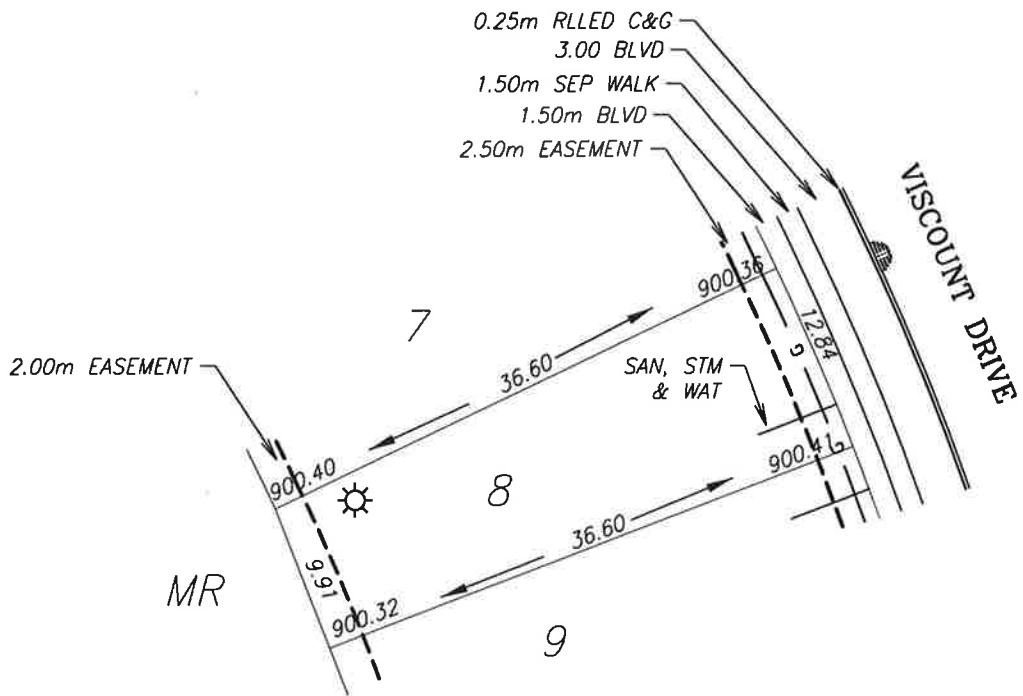 0.25m RLLED C&G
3.00 BLVD
1.50m SEP WALK
1.50m BLVD
2.50m EASEMENT
VISCOUNT DRIVE
900.36
7
12.84
2.00m EASEMENT
36.60
SAN, STM
& WAT
G
900.40
900.41
G
8
36.60
9.91
MR
900.32
9